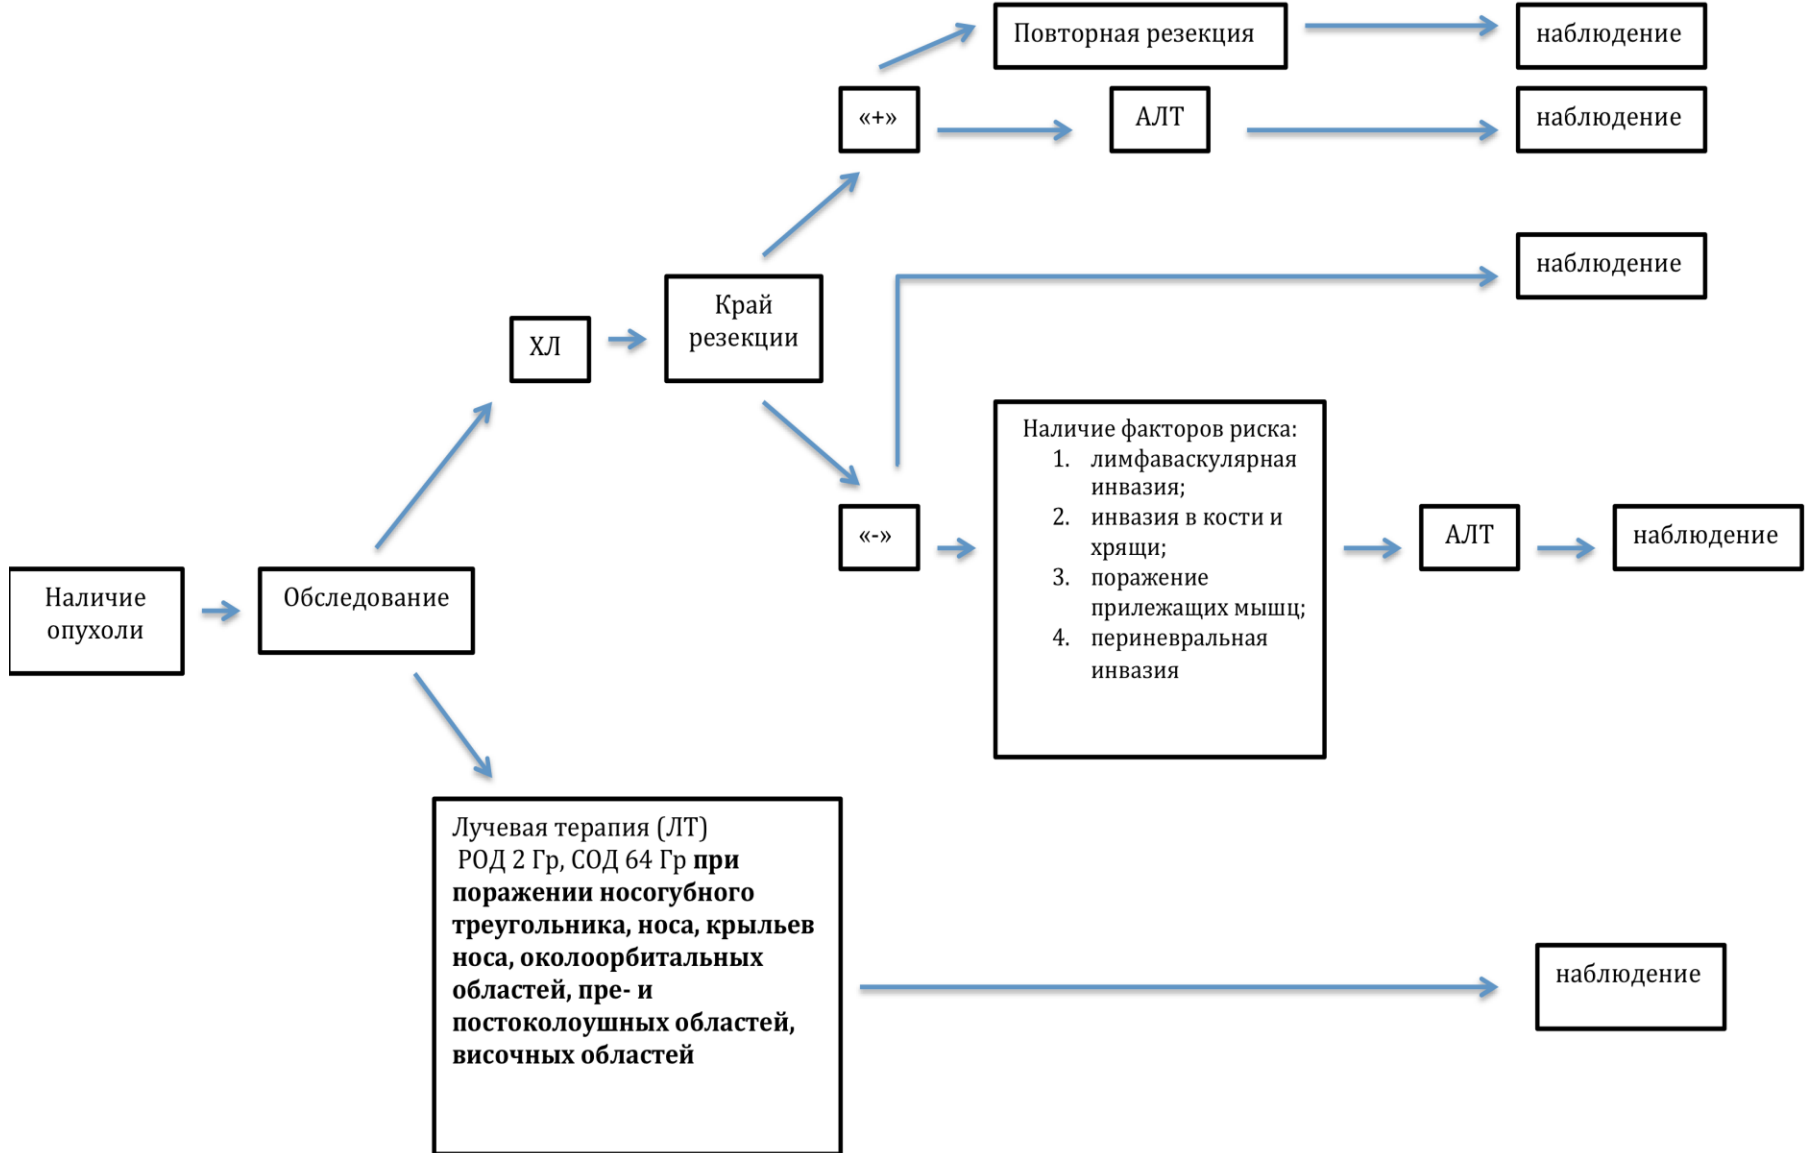 Повторная резекция
наблюдение
«+»
АЛТ
наблюдение
наблюдение
ХЛ
Край
резекции
Наличие факторов риска:
1. лимфаваскулярная
инвазия;
2. инвазия в кости и
хрящи;
3. поражение
прилежащих мышц;
4. периневральная
инвазия
«-»
АЛТ
наблюдение
Наличие
опухоли
Обследование
Лучевая терапия (ЛТ)
РОД 2 Гр, СОД 64 Гр при
поражении носогубного
треугольника, носа, крыльев
носа, околоорбитальных
областей, пре- и
постоколоушных областей,
височных областей
наблюдение